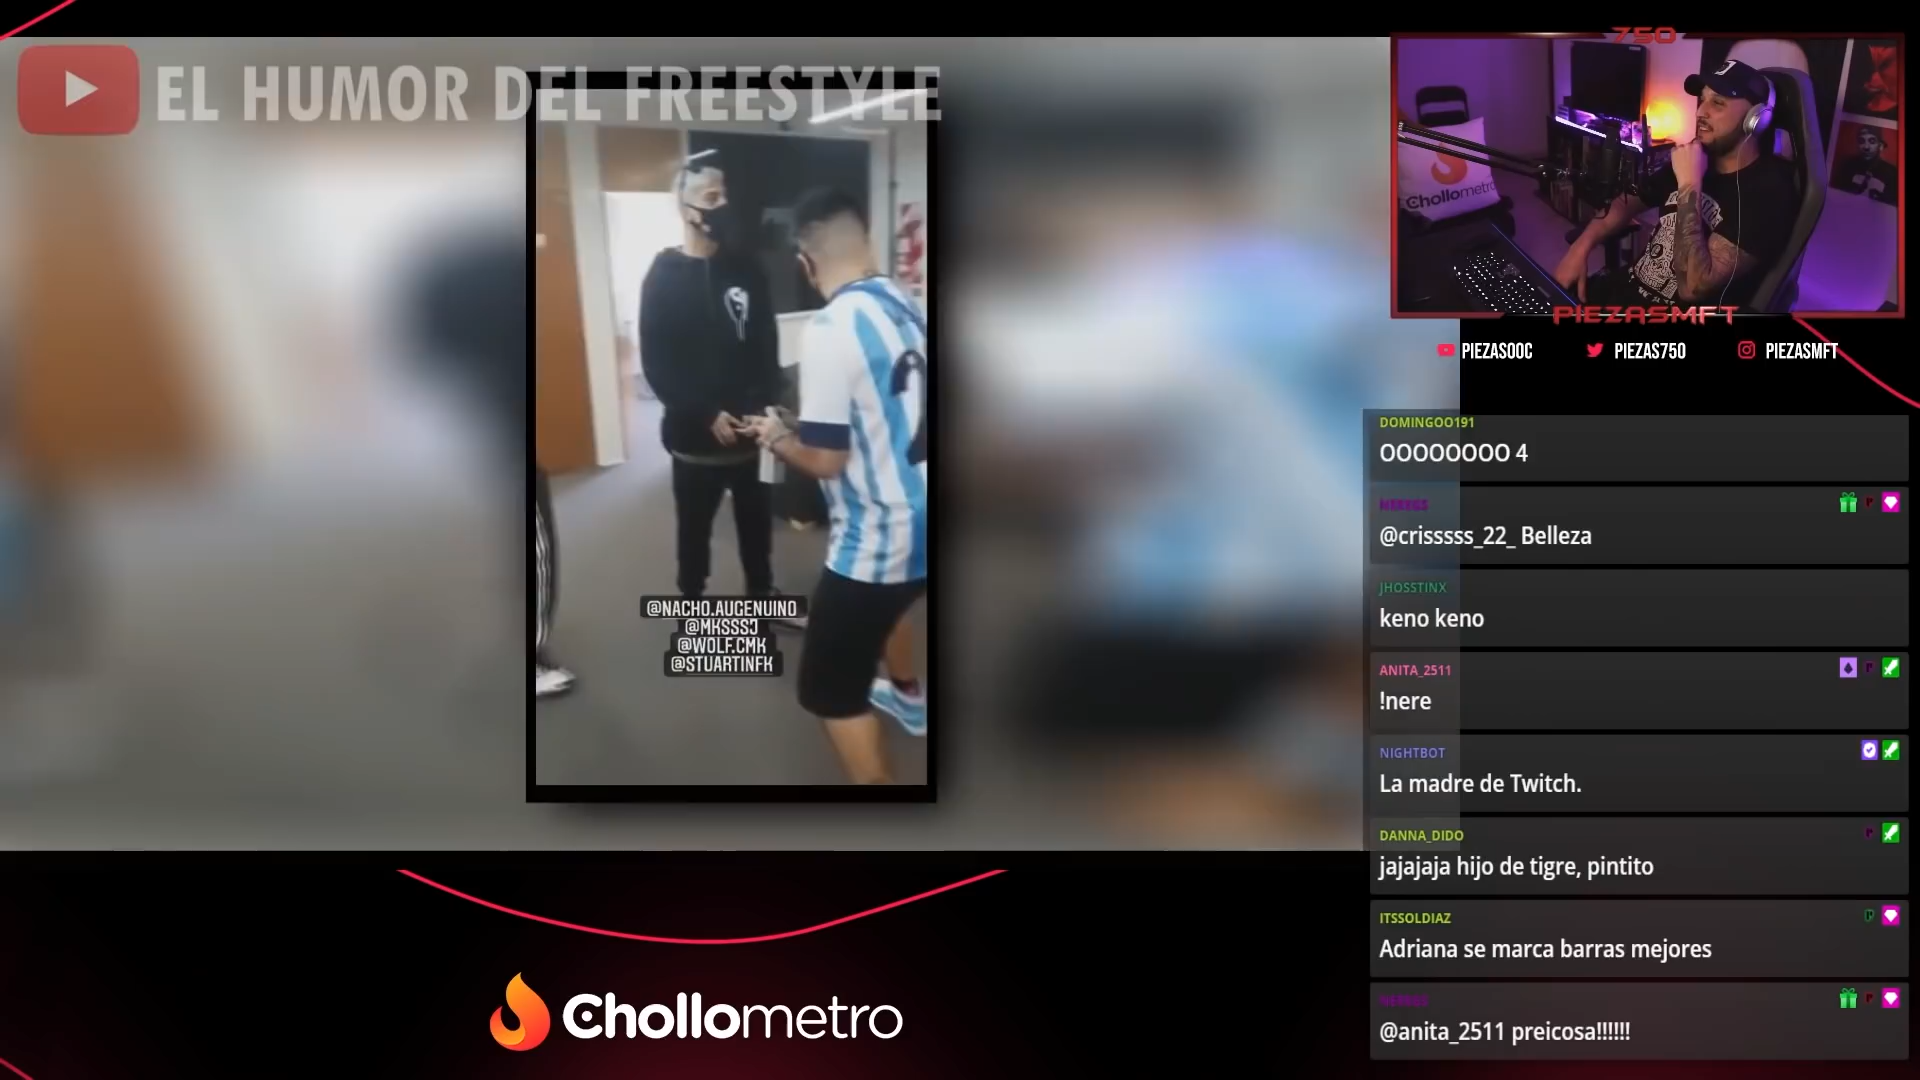 EL HUMOR DEL FREESTYLE
@NACHO.AUGENUINO
@MKSSSJ
@WOLF.CMK
@STUARTINFK
750
Chollometro
PIEZASMFT
PIEZASOOC
PIEZAS750
PIEZASMFT
DOMINGOO191
OOOOOOOO 4
@crisssss_22_ Belleza
JHOSSTINX
keno keno
ANITA_2511
!nere
NIGHTBOT
La madre de Twitch.
DANNA_DIDO
jajajaja hijo de tigre, pintito
ITSSOLDIAZ
Adriana se marca barras mejores
@anita_2511 preicosa!!!!!!
Chollometro